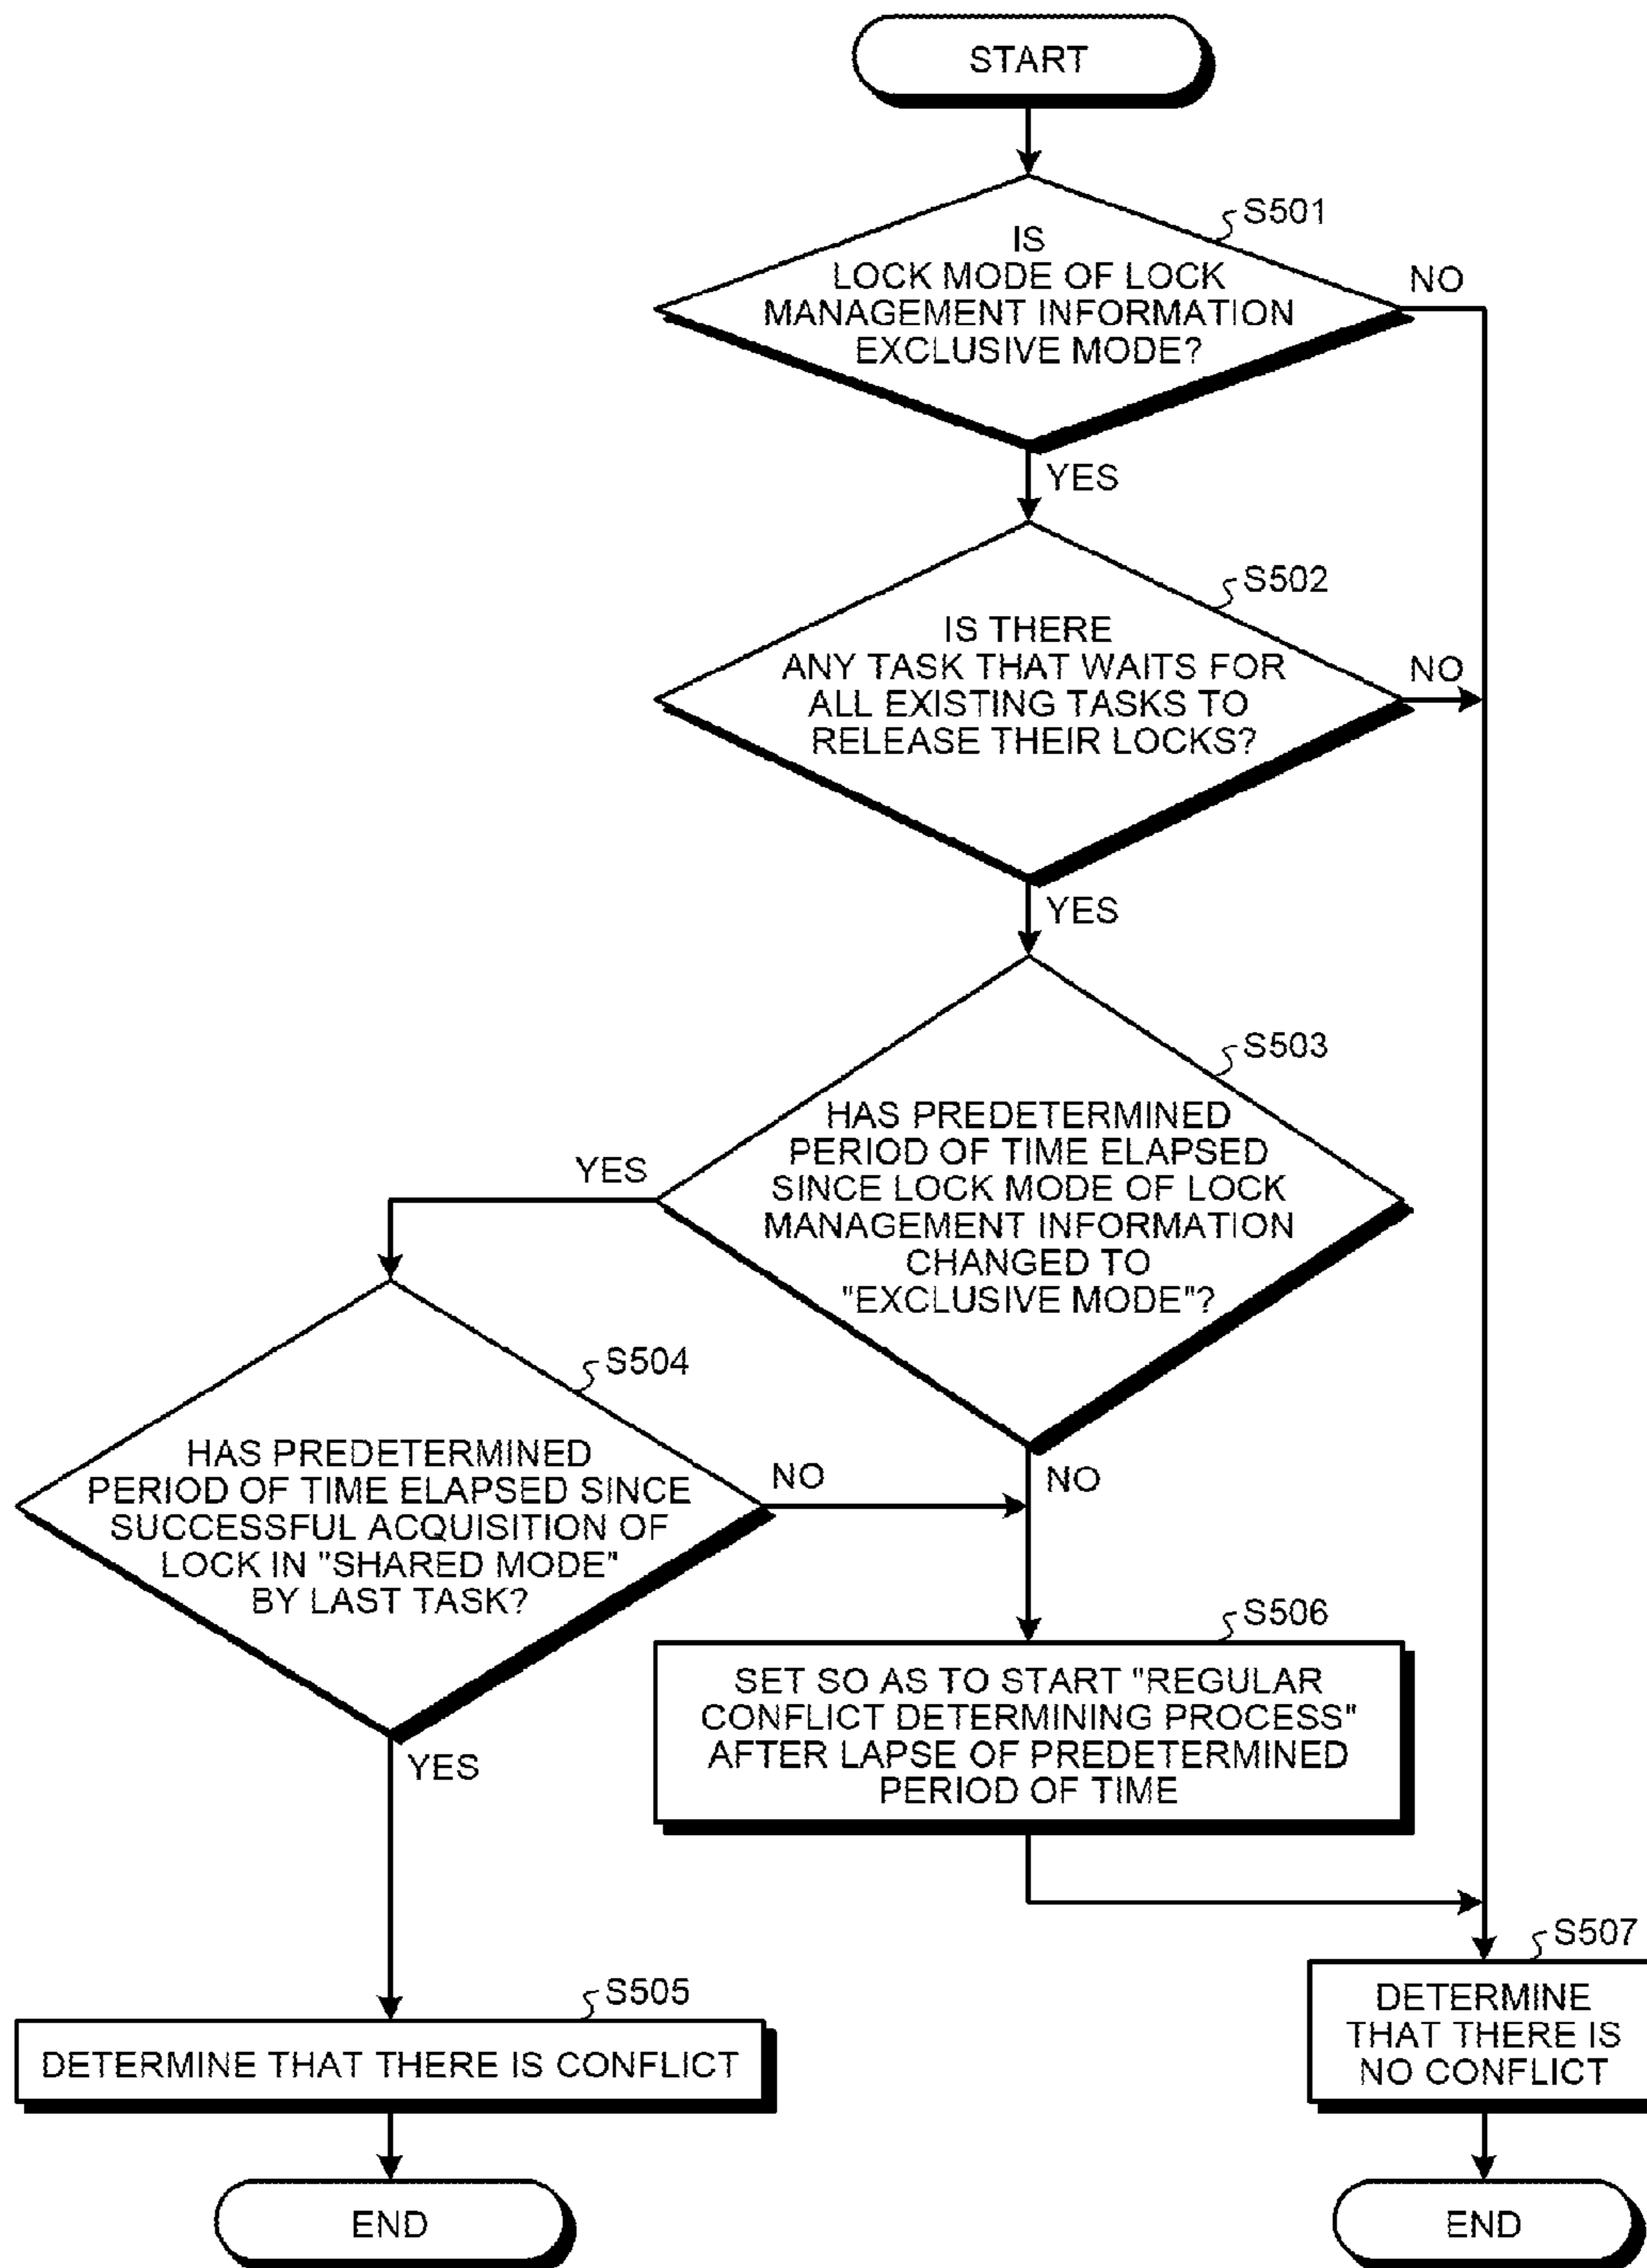 START
S501
IS
LOCK MODE OF LOCK
MANAGEMENT INFORMATION
EXCLUSIVE MODE?
NO
YES
S502
IS THERE
ANY TASK THAT WAITS FOR
ALL EXISTING TASKS TO
RELEASE THEIR LOCKS?
NO
YES
S503
HAS PREDETERMINED
PERIOD OF TIME ELAPSED
SINCE LOCK MODE OF LOCK
MANAGEMENT INFORMATION
CHANGED TO
"EXCLUSIVE MODE"?
YES
NO
S504
HAS PREDETERMINED
PERIOD OF TIME ELAPSED SINCE
SUCCESSFUL ACQUISITION OF
LOCK IN "SHARED MODE"
BY LAST TASK?
NO
YES
S506
SET SO AS TO START "REGULAR
CONFLICT DETERMINING PROCESS"
AFTER LAPSE OF PREDETERMINED
PERIOD OF TIME
S505
DETERMINE THAT THERE IS CONFLICT
END
S507
DETERMINE
THAT THERE IS
NO CONFLICT
END